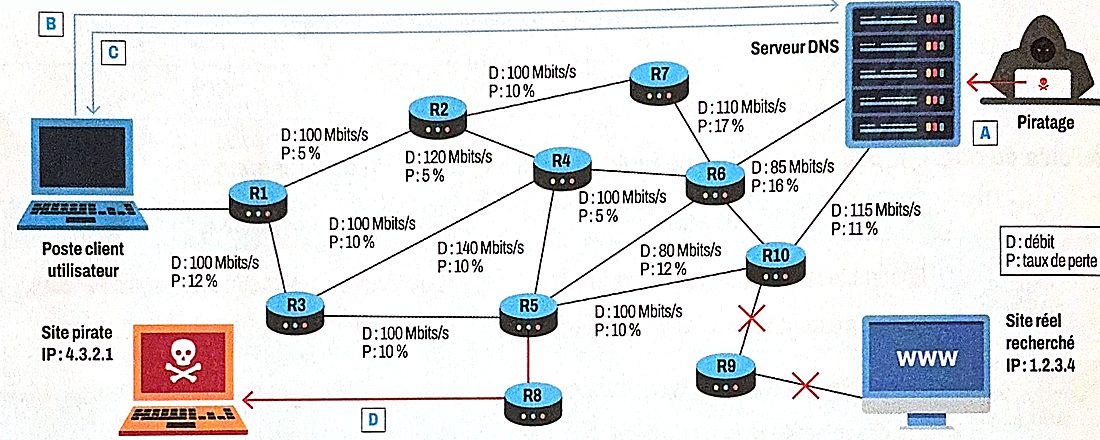 B
C
Serveur DNS
Piratage
A
R7
D : 100 Mbits/s
P : 10 %
R2
D : 110 Mbits/s
P : 17 %
D : 100 Mbits/s
P : 5 %
D : 120 Mbits/s
P : 5 %
R4
R6
D : 85 Mbits/s
P : 16 %
R1
D : 100 Mbits/s
P : 5 %
D : 115 Mbits/s
P : 11 %
Poste client
utilisateur
D : 100 Mbits/s
P : 10 %
D : 140 Mbits/s
P : 10 %
D : 80 Mbits/s
P : 12 %
R10
D : débit
P : taux de perte
D : 100 Mbits/s
P : 12 %
R3
R5
D : 100 Mbits/s
P : 10 %
D : 100 Mbits/s
P : 10 %
Site pirate
IP : 4.3.2.1
Site réel
recherché
IP : 1.2.3.4
WWW
R9
R8
D